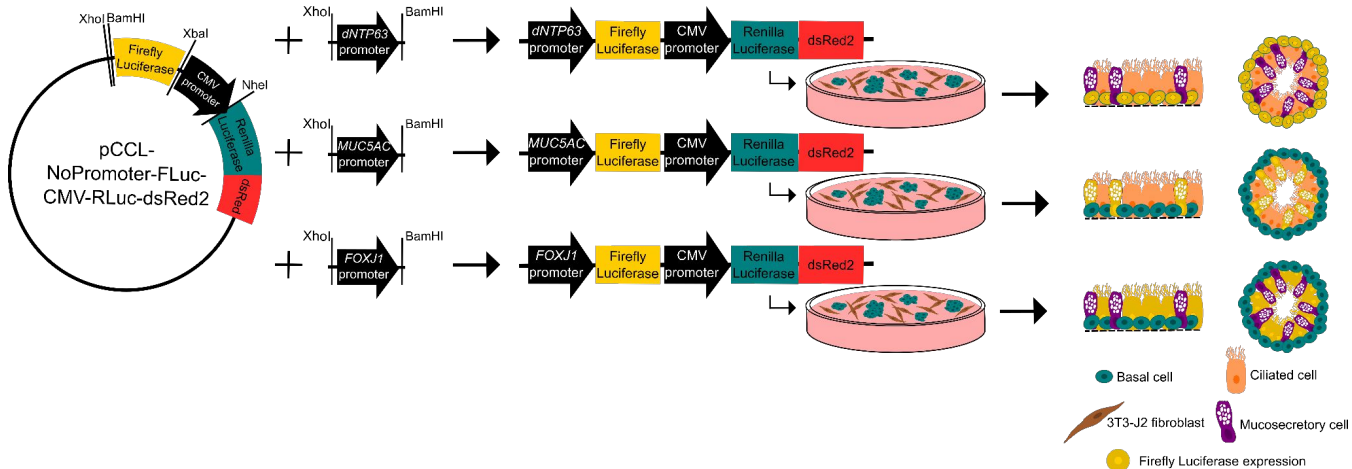 XhoI BamHI
XbaI
Firefly
Luciferase
CMV
promoter
NheI
Renilla
Luciferase
dsRed
pCCL-
NoPromoter-FLuc-
CMV-RLuc-dsRed2
XhoI
BamHI
dNTP63
promoter
dNTP63
promoter
Firefly
Luciferase
CMV
promoter
Renilla
Luciferase
dsRed2
XhoI
BamHI
MUC5AC
promoter
MUC5AC
promoter
Firefly
Luciferase
CMV
promoter
Renilla
Luciferase
dsRed2
XhoI
BamHI
FOXJ1
promoter
FOXJ1
promoter
Firefly
Luciferase
CMV
promoter
Renilla
Luciferase
dsRed2
Basal cell
Ciliated cell
3T3-J2 fibroblast
Mucosecretory cell
Firefly Luciferase expression